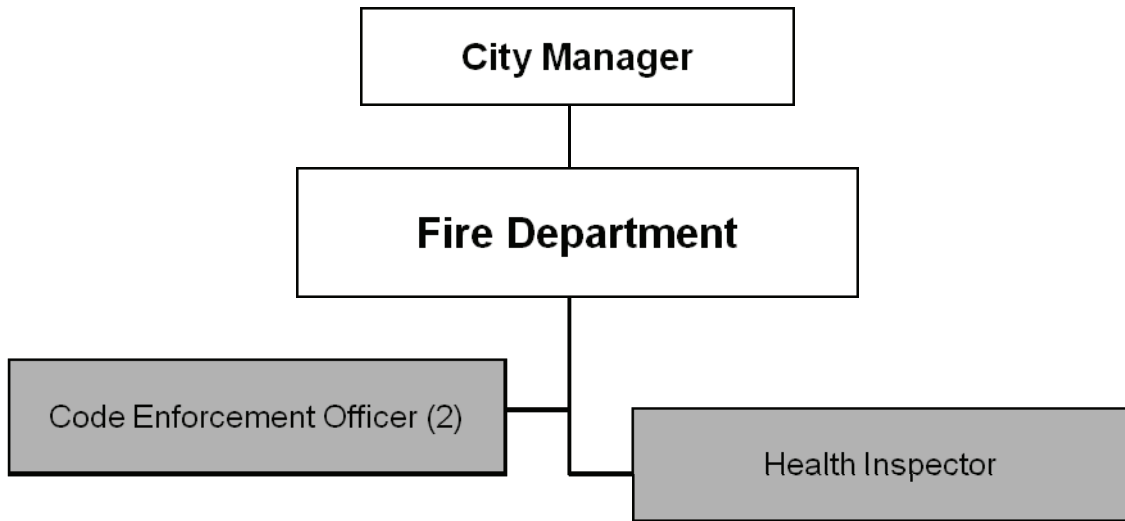 City Manager
Fire Department
Code Enforcement Officer (2)
Health Inspector